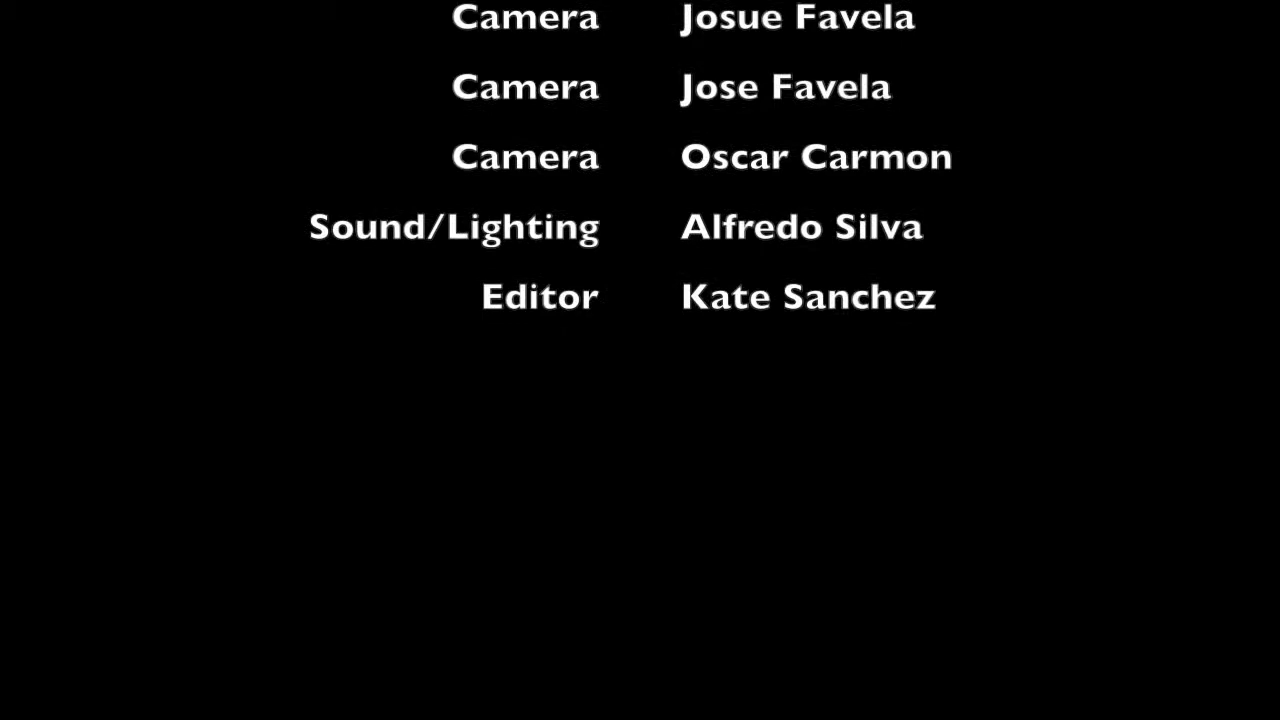 Camera Josue Favela
Camera Jose Favela
Camera Oscar Carmon
Sound/Lighting Alfredo Silva
Editor Kate Sanchez